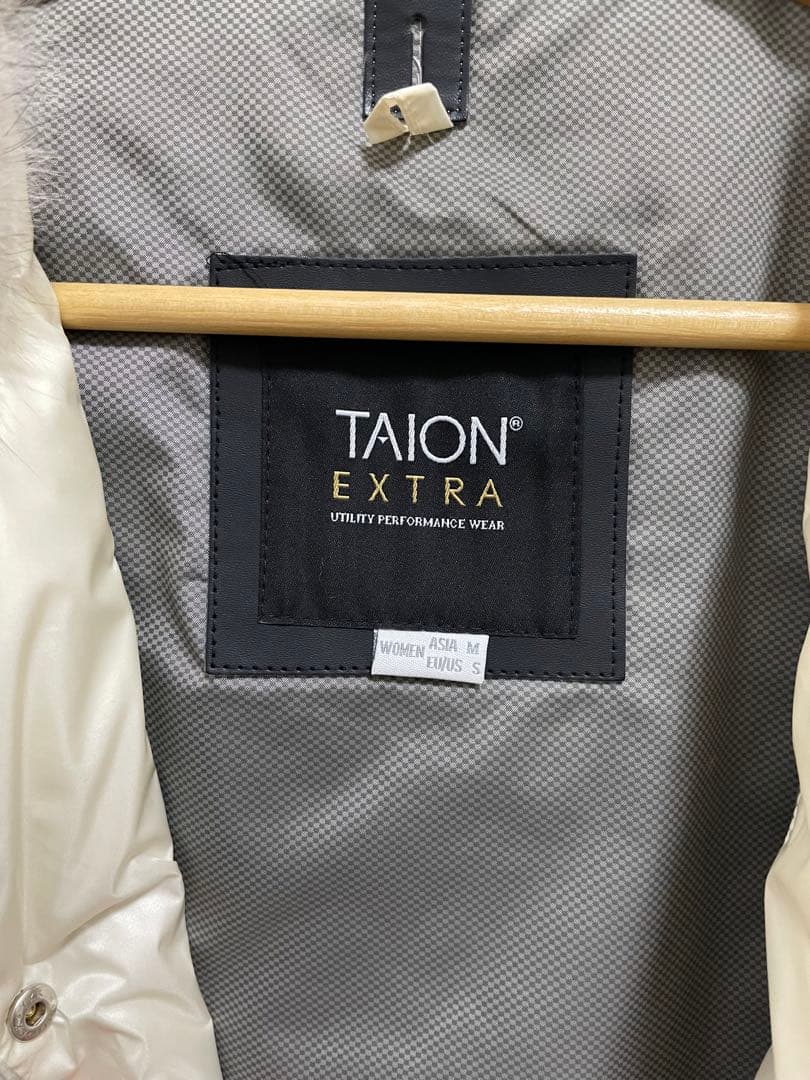 TAION®
EXTRA
UTILITY PERFORMANCE WEAR
WOMEN ASIA M
EU/US S